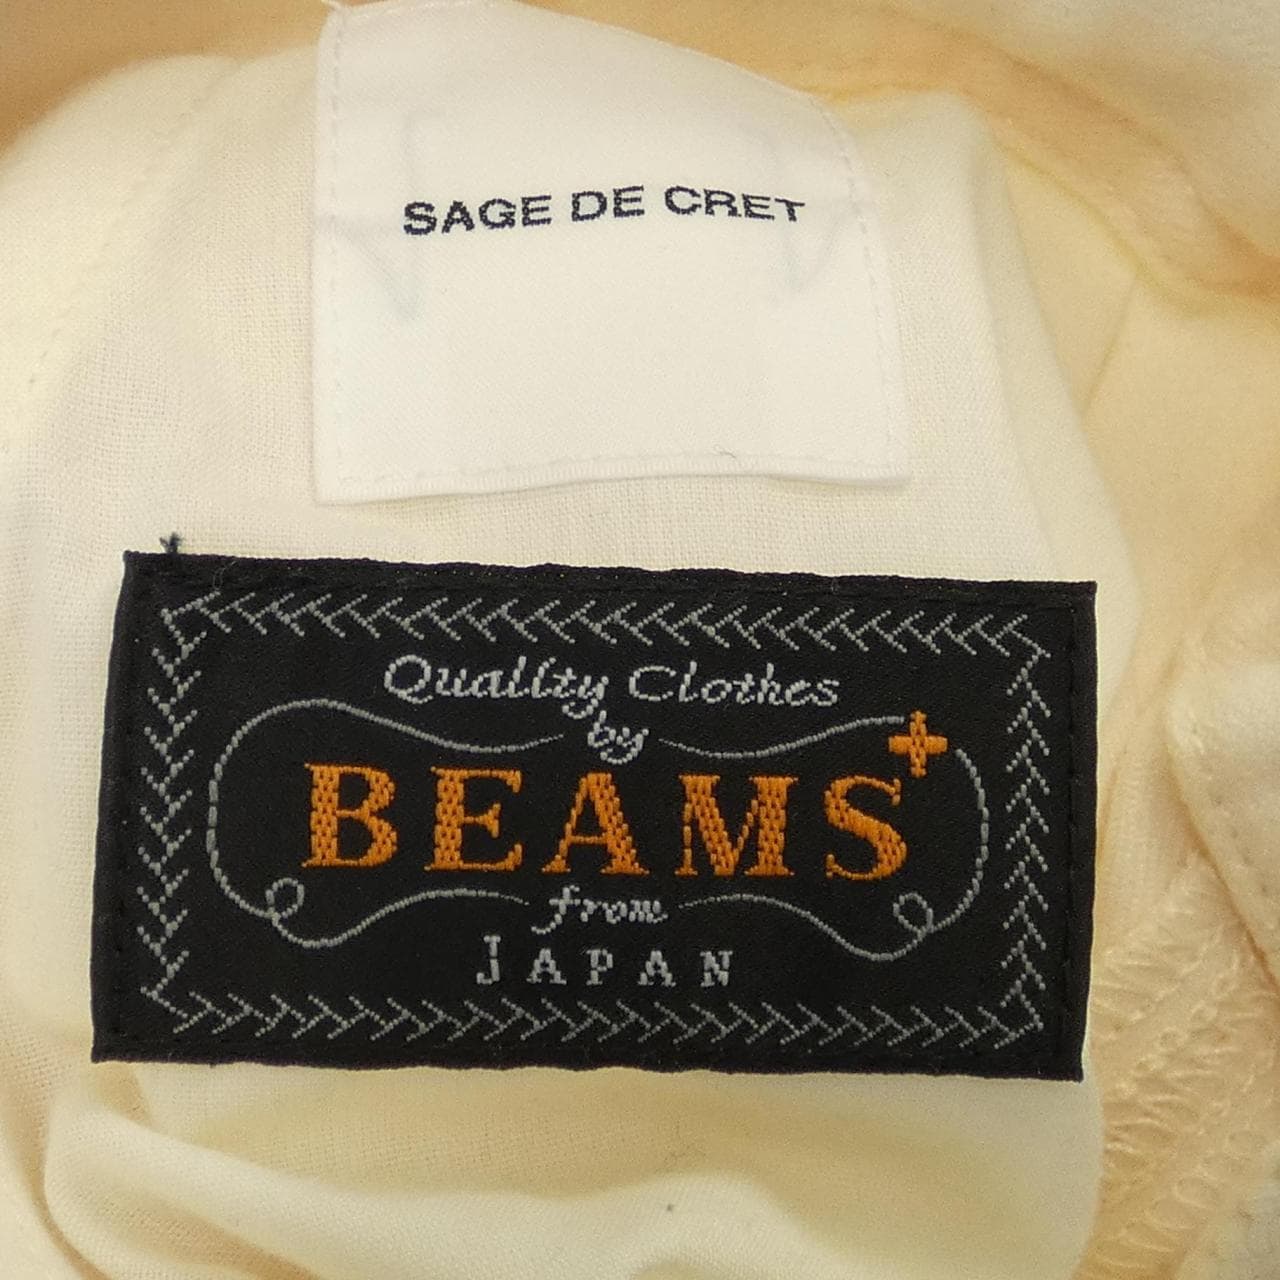 SAGE DE CRET
Quality Clothes
by
BEAMS+
from
JAPAN